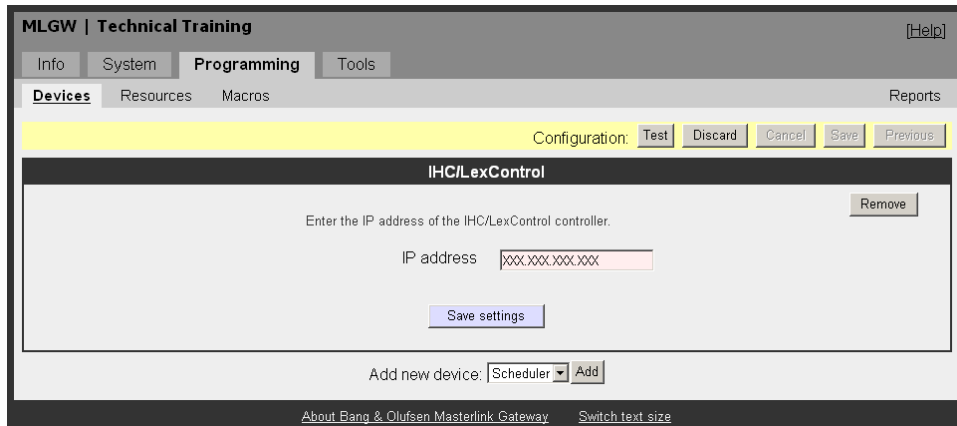 MLGW | Technical Training
[Help]
Info System Programming Tools
Devices Resources Macros Reports
Configuration: Test Discard Cancel Save Previous
IHC/LexControl
Remove
Enter the IP address of the IHC/LexControl controller.
IP address XXX.XXX.XXX.XXX
Save settings
Add new device: Scheduler Add
About Bang & Olufsen Masterlink Gateway Switch text size